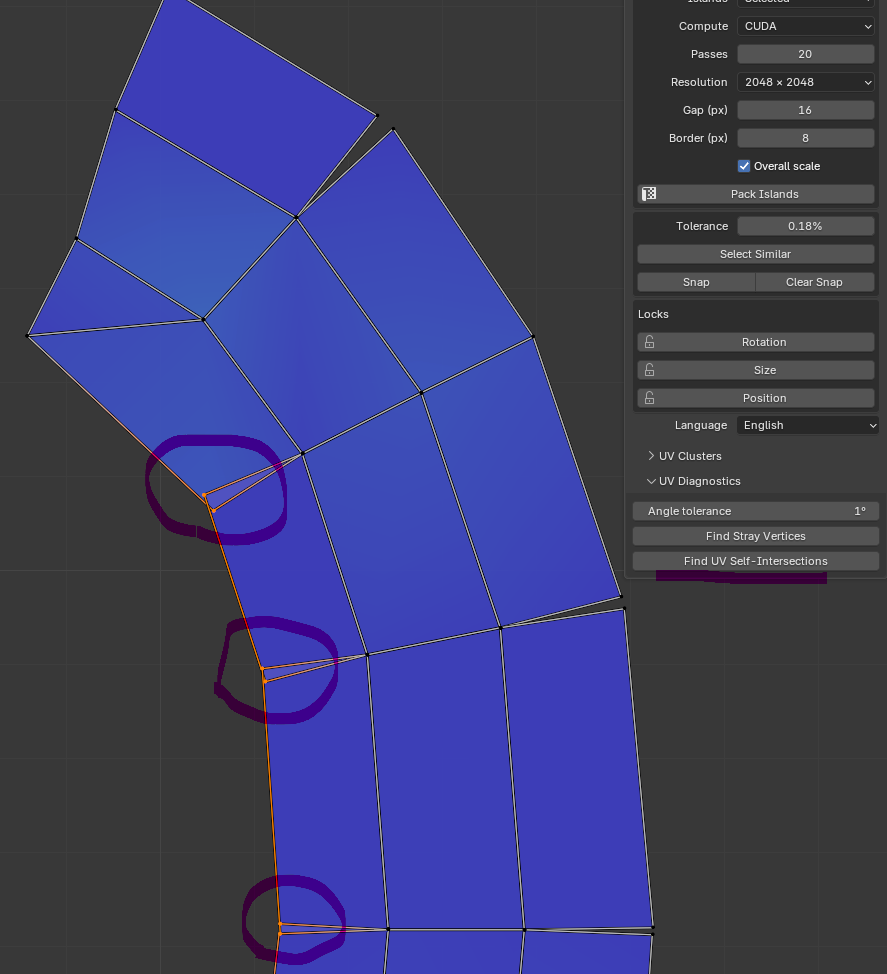 Islands Selected
Compute CUDA
Passes 20
Resolution 2048 × 2048
Gap (px) 16
Border (px) 8
Overall scale
Pack Islands
Tolerance 0.18%
Select Similar
Snap Clear Snap
Locks
Rotation
Size
Position
Language English
UV Clusters
UV Diagnostics
Angle tolerance 1°
Find Stray Vertices
Find UV Self-Intersections